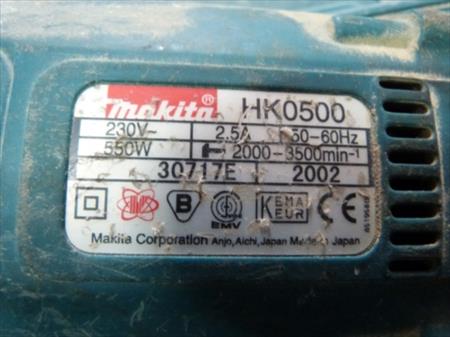 makita® HK0500
230V~ 2.5A 50-60Hz
550W 2000-3500min⁻¹
30717E 2002
B EMV KEMA EUR CE
Makita Corporation Anjo, Aichi, Japan Made in Japan